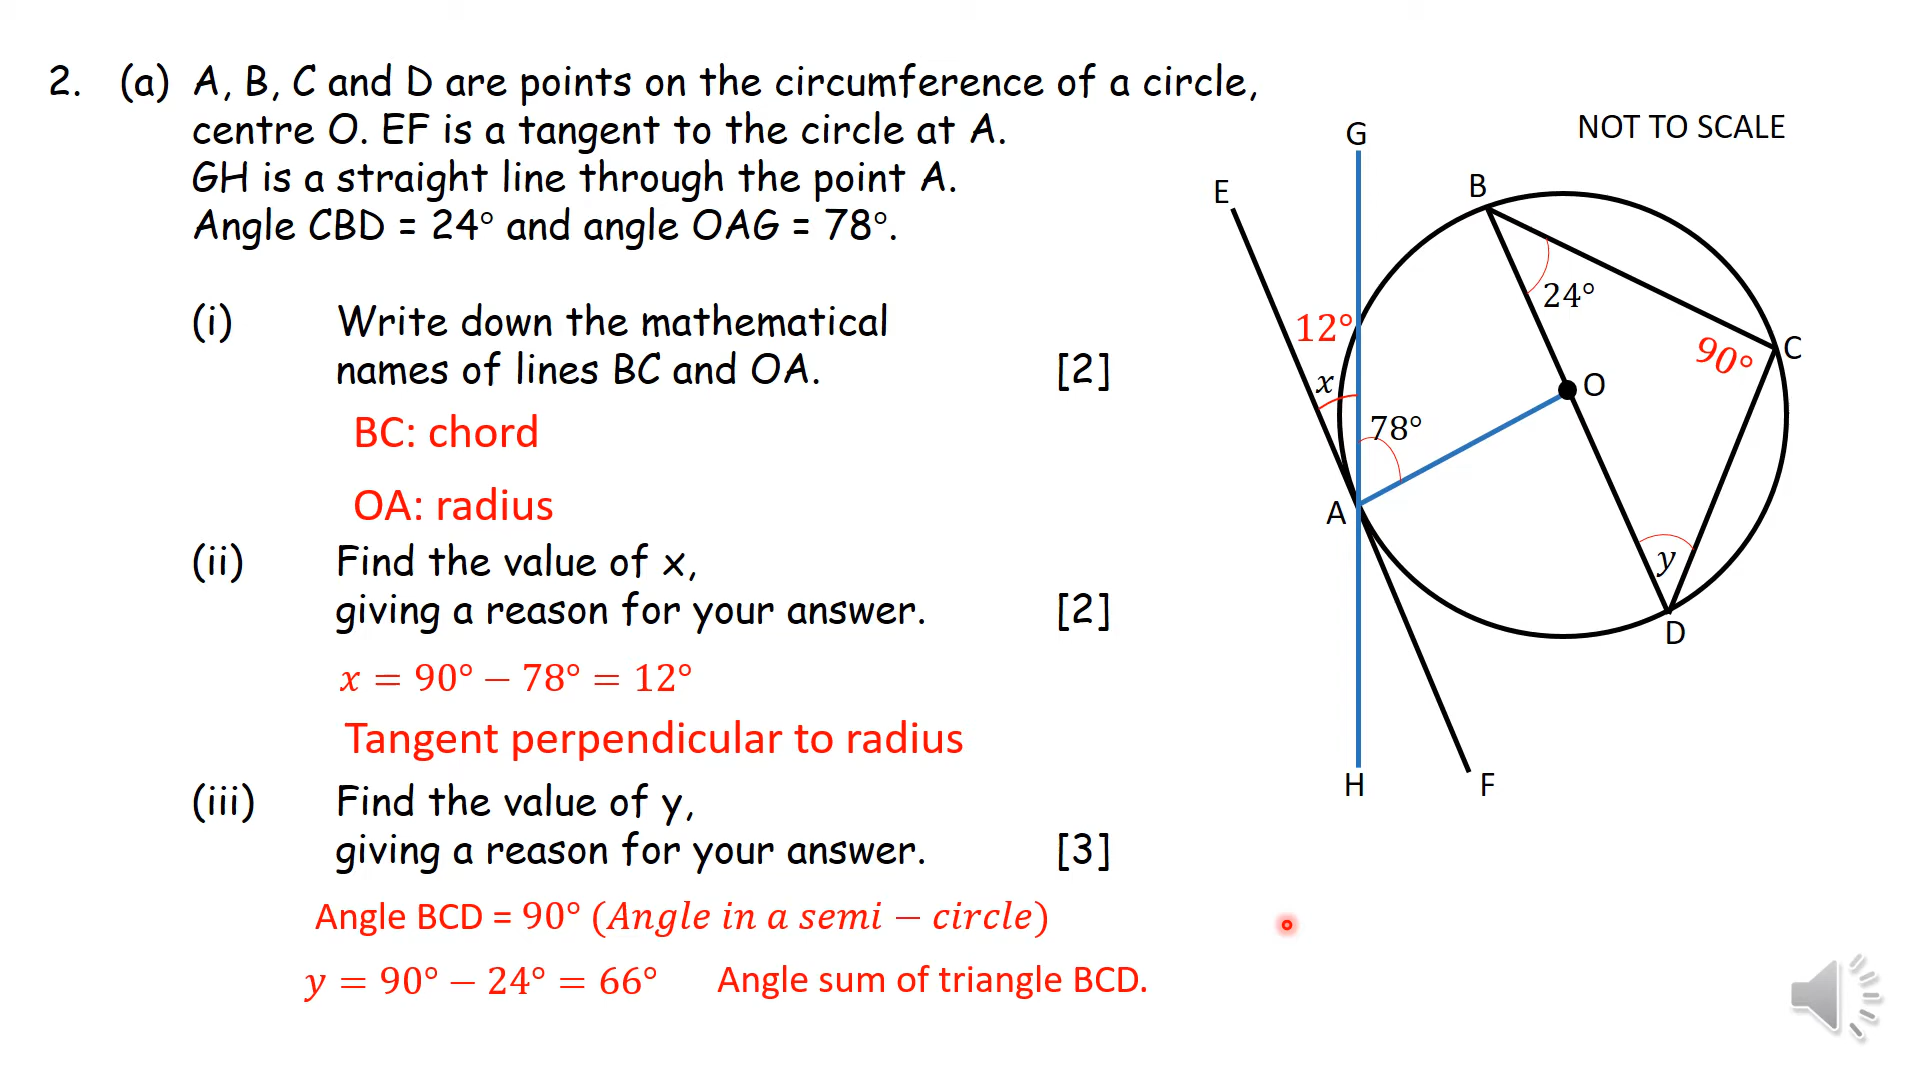 2. (a) A, B, C and D are points on the circumference of a circle,
centre O. EF is a tangent to the circle at A.
GH is a straight line through the point A.
Angle CBD = 24° and angle OAG = 78°.
(i) Write down the mathematical
names of lines BC and OA. [2]
BC: chord
OA: radius
(ii) Find the value of x,
giving a reason for your answer. [2]
x = 90° − 78° = 12°
Tangent perpendicular to radius
(iii) Find the value of y,
giving a reason for your answer. [3]
Angle BCD = 90° (Angle in a semi − circle)
y = 90° − 24° = 66° Angle sum of triangle BCD.
NOT TO SCALE
G
E
B
24°
12°
90°
C
x
O
78°
A
y
D
H
F